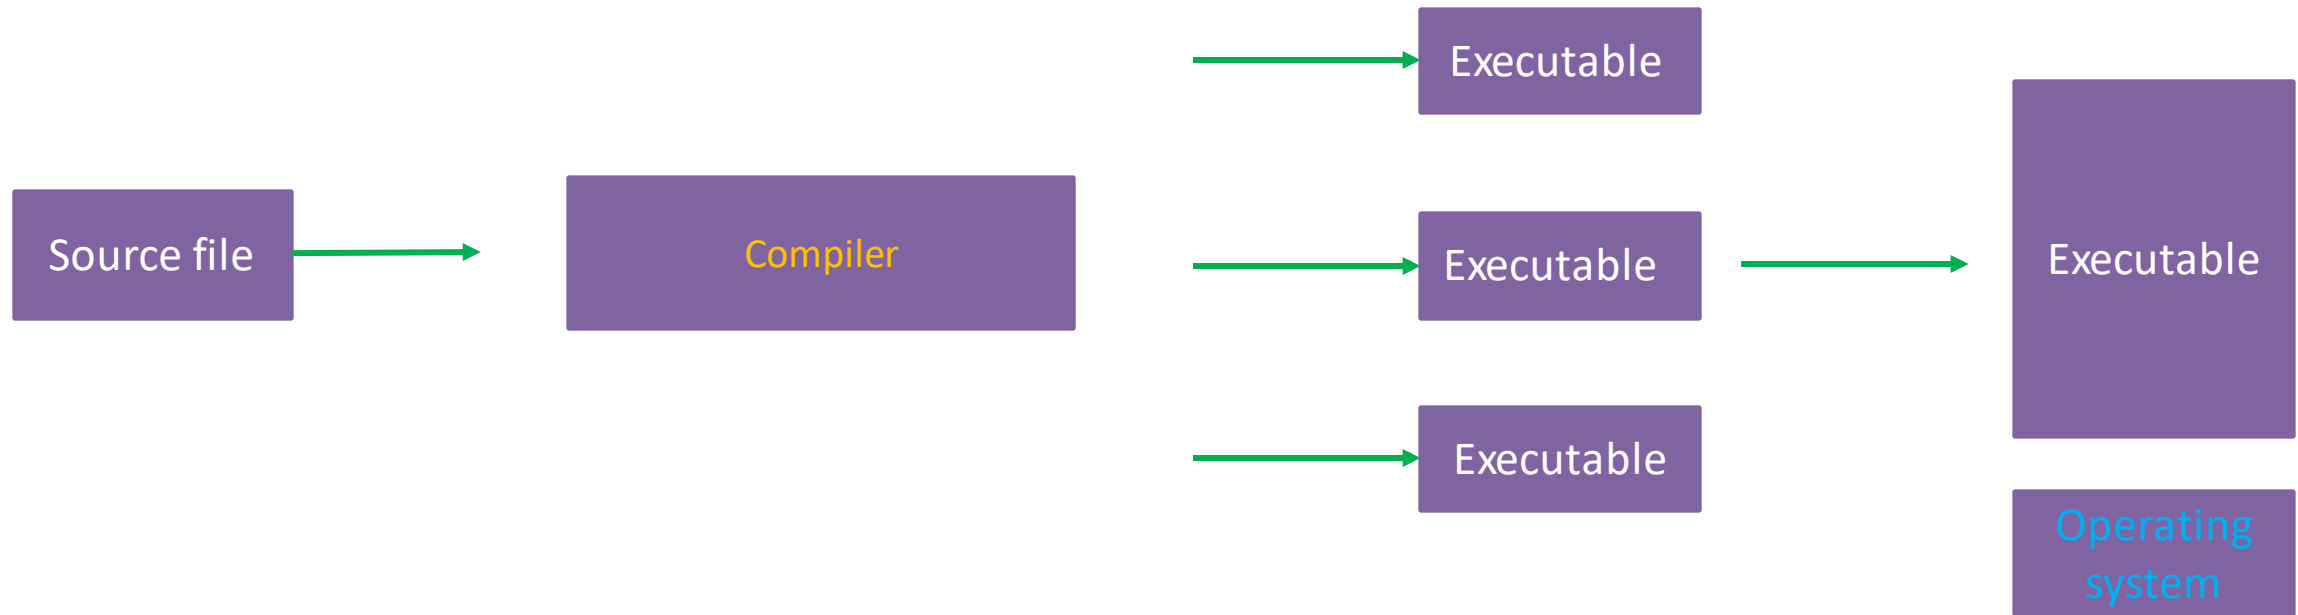 Source file
Compiler
Executable
Executable
Executable
Executable
Operating
system